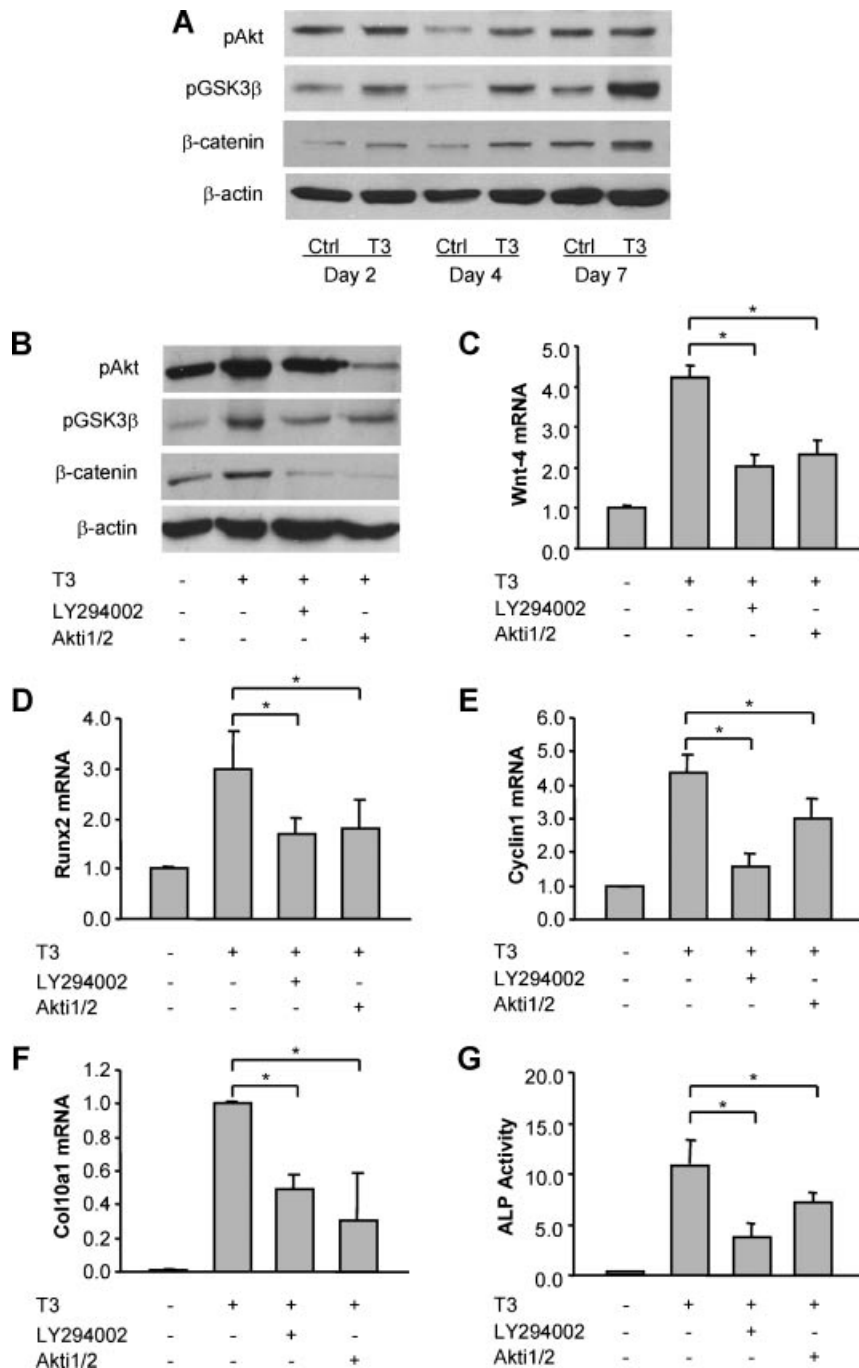 A
pAkt
pGSK3β
β-catenin
β-actin
Ctrl T3 Ctrl T3 Ctrl T3
Day 2 Day 4 Day 7
B
pAkt
pGSK3β
β-catenin
β-actin
T3 - + + +
LY294002 - - + -
Akti1/2 - - - +
C
* 
*
5.0
4.0
3.0
2.0
1.0
0.0
Wnt-4 mRNA
T3 - + + +
LY294002 - - + -
Akti1/2 - - - +
D
*
*
4.0
3.0
2.0
1.0
0.0
Runx2 mRNA
T3 - + + +
LY294002 - - + -
Akti1/2 - - - +
E
*
*
6.0
5.0
4.0
3.0
2.0
1.0
0.0
Cyclin1 mRNA
T3 - + + +
LY294002 - - + -
Akti1/2 - - - +
F
*
*
1.2
1.0
0.8
0.6
0.4
0.2
0.0
Col10a1 mRNA
T3 - + + +
LY294002 - - + -
Akti1/2 - - - +
G
*
*
20.0
15.0
10.0
5.0
0.0
ALP Activity
T3 - + + +
LY294002 - - + -
Akti1/2 - - - +